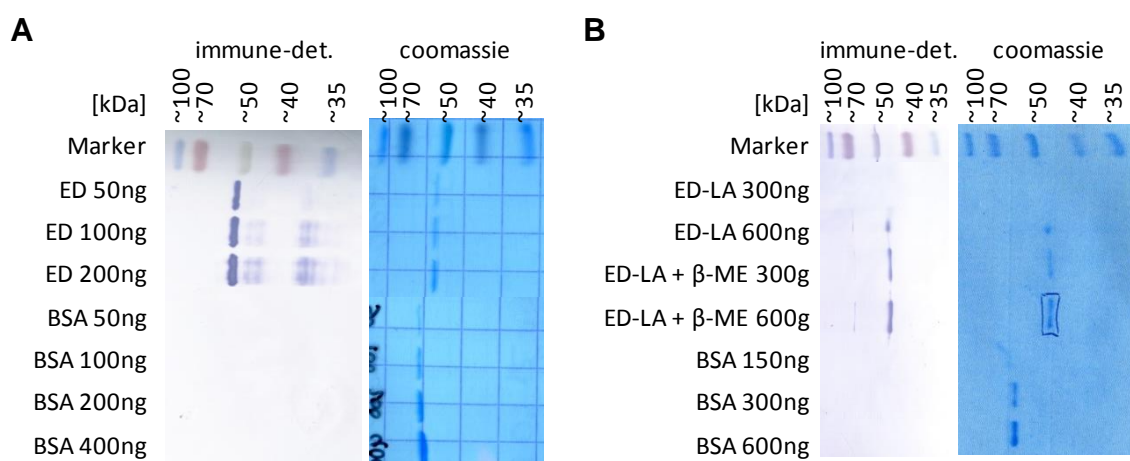 A
immune-det.
coomassie
[kDa]
~100
~70
~50
~40
~35
~100
~70
~50
~40
~35
Marker
ED 50ng
ED 100ng
ED 200ng
BSA 50ng
BSA 100ng
BSA 200ng
BSA 400ng
B
immune-det.
coomassie
[kDa]
~100
~70
~50
~40
~35
~100
~70
~50
~40
~35
Marker
ED-LA 300ng
ED-LA 600ng
ED-LA + β-ME 300g
ED-LA + β-ME 600g
BSA 150ng
BSA 300ng
BSA 600ng